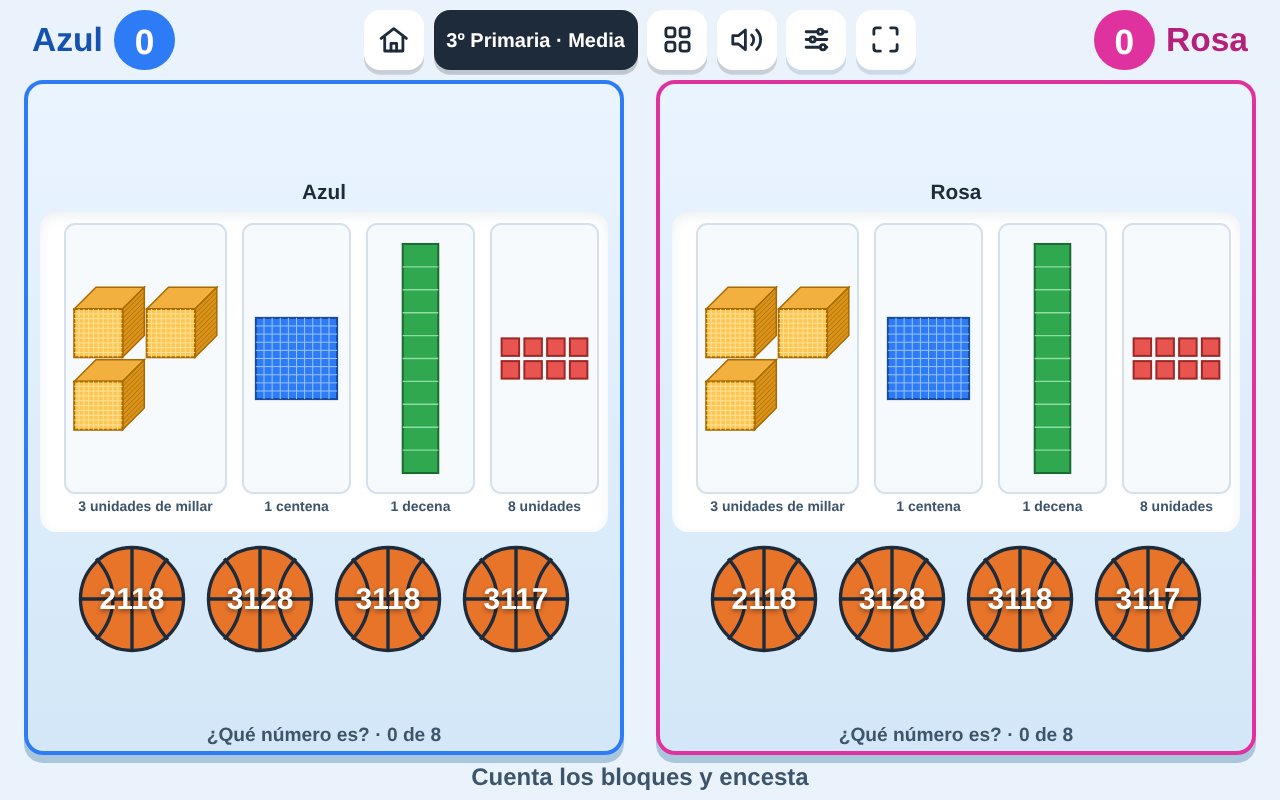 Azul 0
3º Primaria · Media
0 Rosa
Azul
3 unidades de millar
1 centena
1 decena
8 unidades
2118
3128
3118
3117
¿Qué número es? · 0 de 8
Rosa
3 unidades de millar
1 centena
1 decena
8 unidades
2118
3128
3118
3117
¿Qué número es? · 0 de 8
Cuenta los bloques y encesta